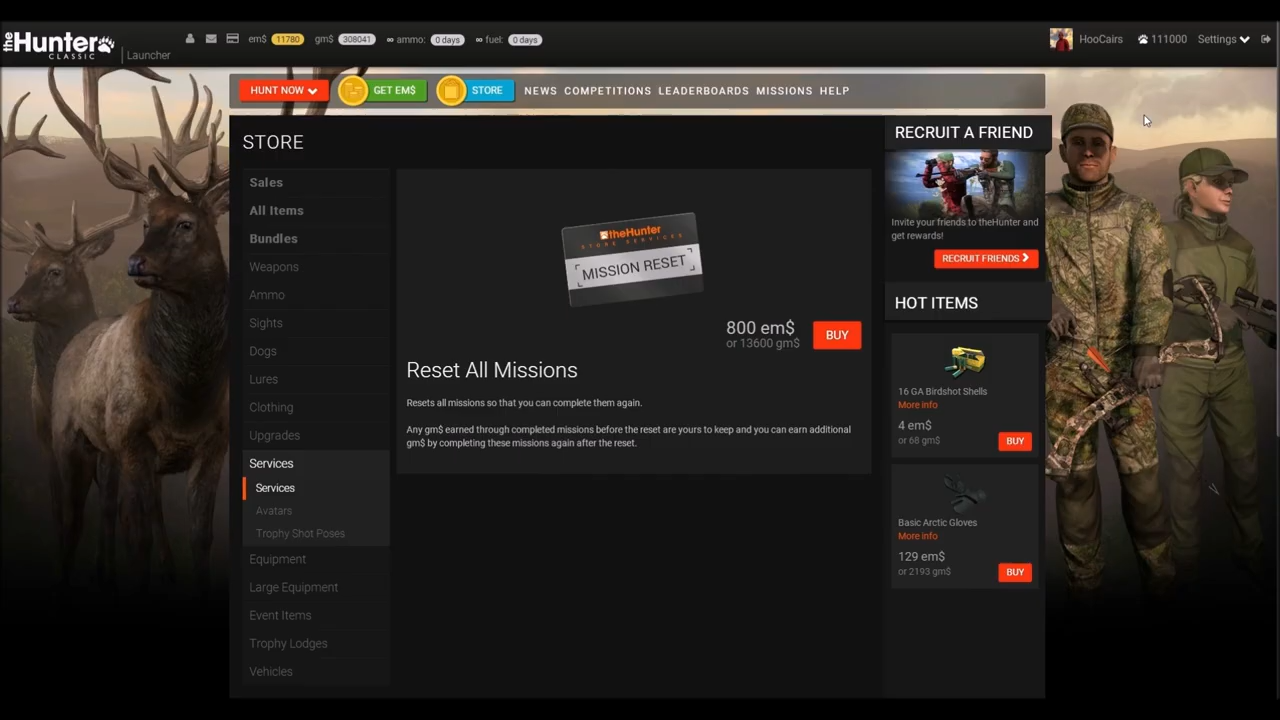 theHunter
CLASSIC
Launcher
em$ 11780 gm$ 308041 ∞ ammo: 0 days ∞ fuel: 0 days
HooCairs 111000 Settings
HUNT NOW GET EM$ STORE NEWS COMPETITIONS LEADERBOARDS MISSIONS HELP
STORE
Sales
All Items
Bundles
Weapons
Ammo
Sights
Dogs
Lures
Clothing
Upgrades
Services
Services
Avatars
Trophy Shot Poses
Equipment
Large Equipment
Event Items
Trophy Lodges
Vehicles
theHunter
STORE SERVICES
MISSION RESET
800 em$
or 13600 gm$
BUY
Reset All Missions
Resets all missions so that you can complete them again.
Any gm$ earned through completed missions before the reset are yours to keep and you can earn additional
gm$ by completing these missions again after the reset.
RECRUIT A FRIEND
Invite your friends to theHunter and
get rewards!
RECRUIT FRIENDS
HOT ITEMS
16 GA Birdshot Shells
More info
4 em$
or 68 gm$
BUY
Basic Arctic Gloves
More info
129 em$
or 2193 gm$
BUY